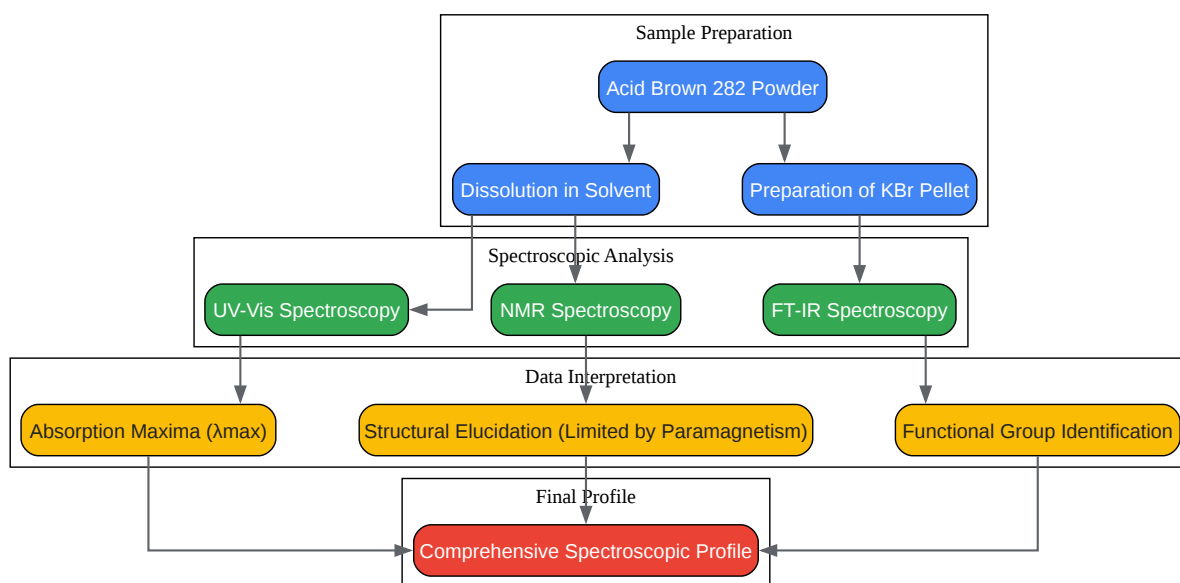 Sample Preparation
Acid Brown 282 Powder
Dissolution in Solvent
Preparation of KBr Pellet
Spectroscopic Analysis
UV-Vis Spectroscopy
NMR Spectroscopy
FT-IR Spectroscopy
Data Interpretation
Absorption Maxima (λmax)
Structural Elucidation (Limited by Paramagnetism)
Functional Group Identification
Final Profile
Comprehensive Spectroscopic Profile